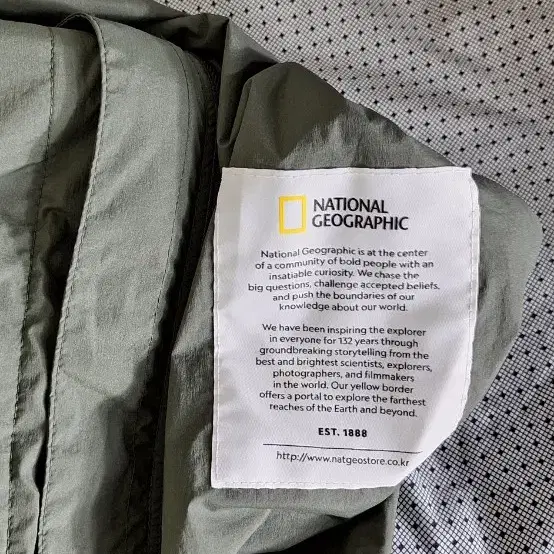 NATIONAL
GEOGRAPHIC
National Geographic is at the center
of a community of bold people with an
insatiable curiosity. We chase the
big questions, challenge accepted beliefs,
and push the boundaries of our
knowledge about our world.
We have been inspiring the explorer
in everyone for 132 years through
groundbreaking storytelling from the
best and brightest scientists, explorers,
photographers, and filmmakers
in the world. Our yellow border
offers a portal to explore the farthest
reaches of the Earth and beyond.
EST. 1888
http://www.natgeostore.co.kr